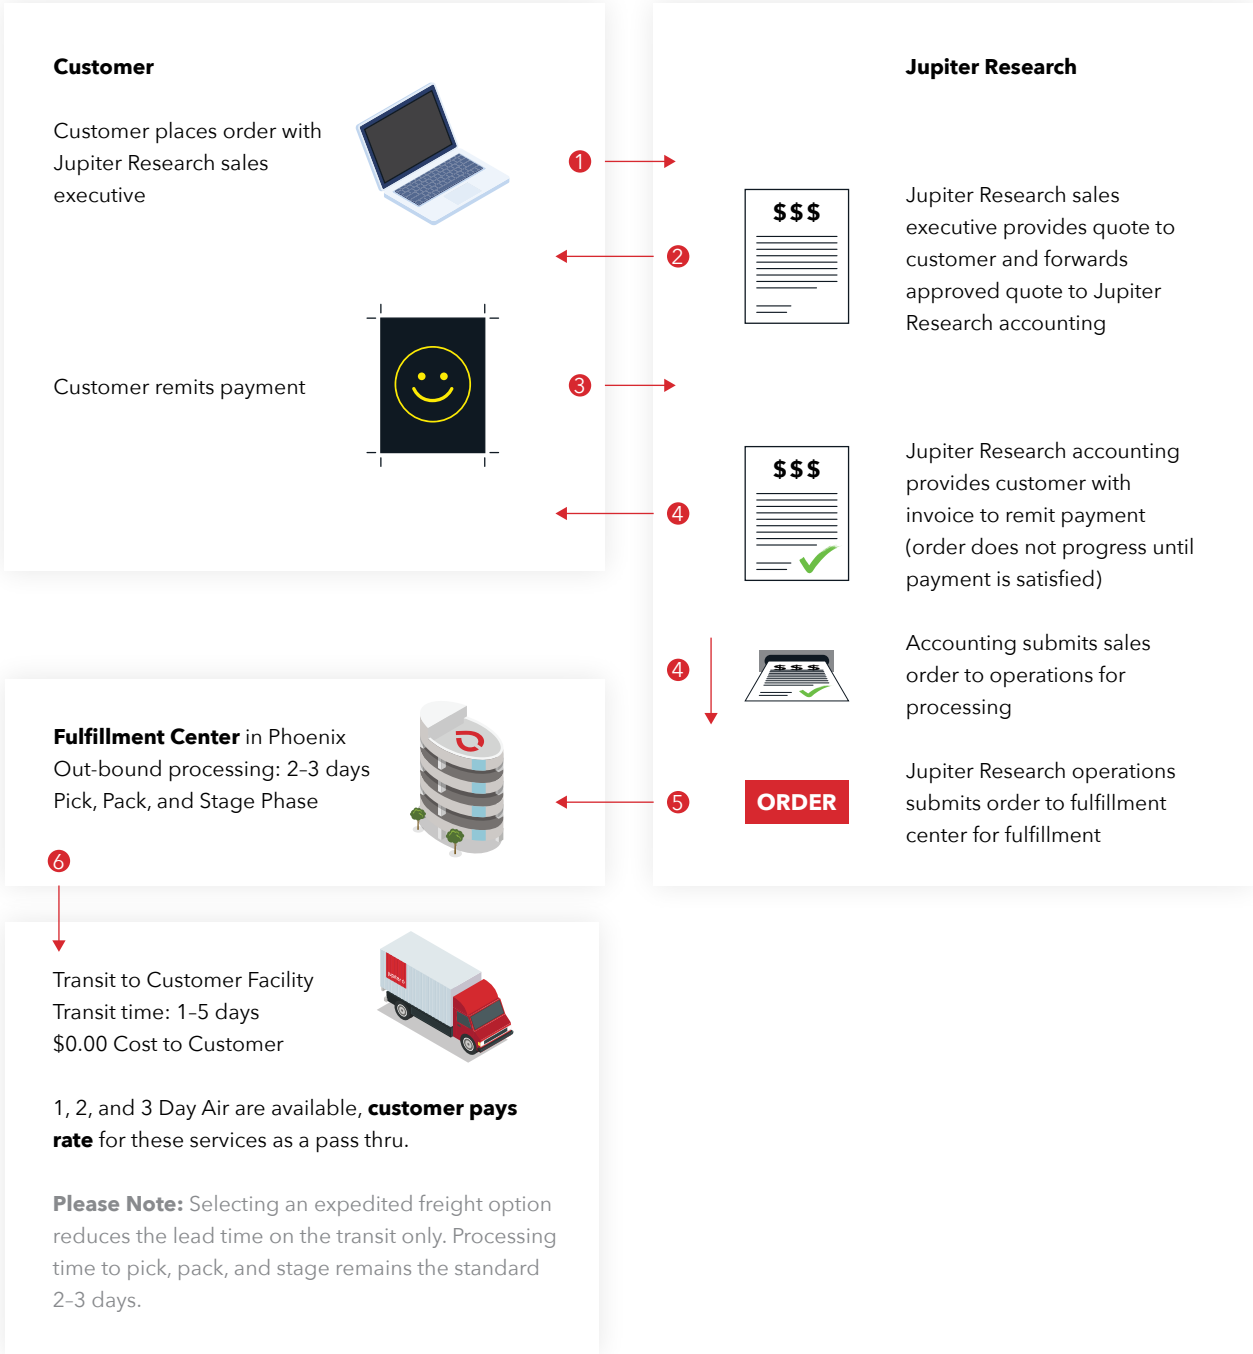 Customer
Customer places order with
Jupiter Research sales
executive
1
Jupiter Research
2
$$$
Jupiter Research sales
executive provides quote to
customer and forwards
approved quote to Jupiter
Research accounting
Customer remits payment
3
4
$$$
Jupiter Research accounting
provides customer with
invoice to remit payment
(order does not progress until
payment is satisfied)
4
$ $ $
Accounting submits sales
order to operations for
processing
5
ORDER
Jupiter Research operations
submits order to fulfillment
center for fulfillment
Fulfillment Center in Phoenix
Out-bound processing: 2–3 days
Pick, Pack, and Stage Phase
6
Transit to Customer Facility
Transit time: 1–5 days
$0.00 Cost to Customer
1, 2, and 3 Day Air are available, customer pays
rate for these services as a pass thru.
Please Note: Selecting an expedited freight option
reduces the lead time on the transit only. Processing
time to pick, pack, and stage remains the standard
2–3 days.